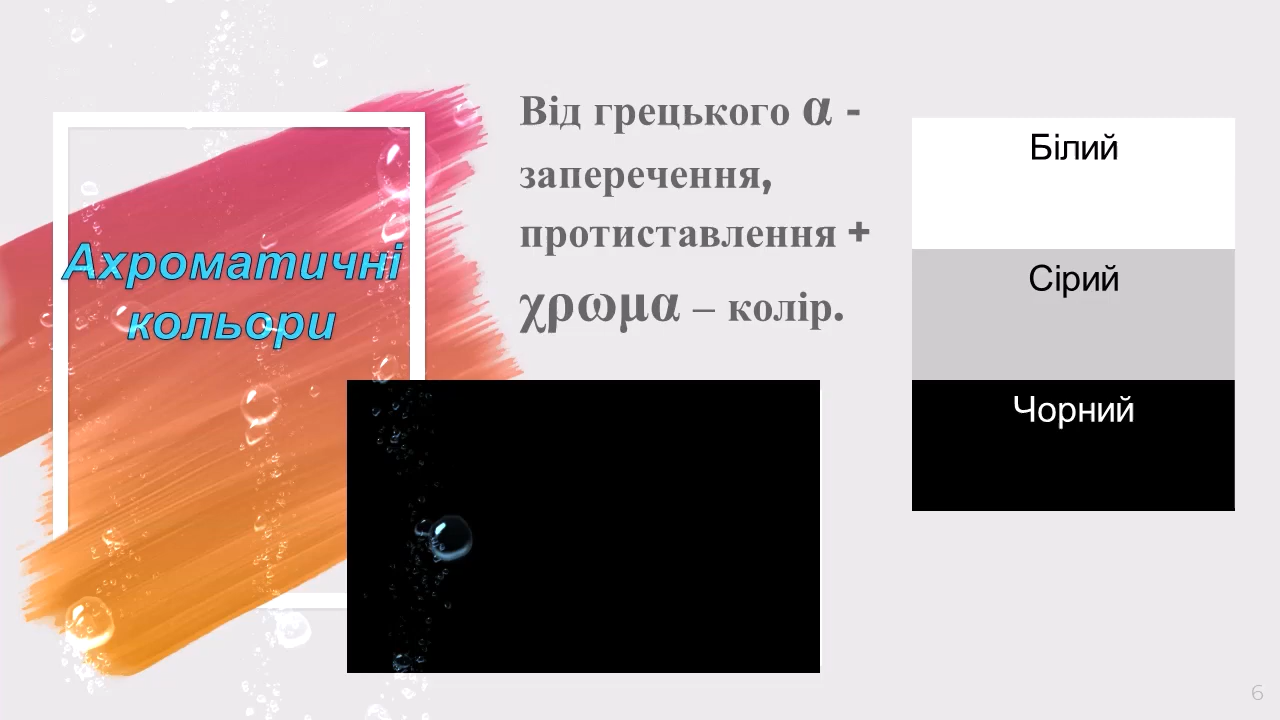 Ахроматичні
кольори
Від грецького α -
заперечення,
протиставлення +
χρωμα – колір.
Білий
Сірий
Чорний
6